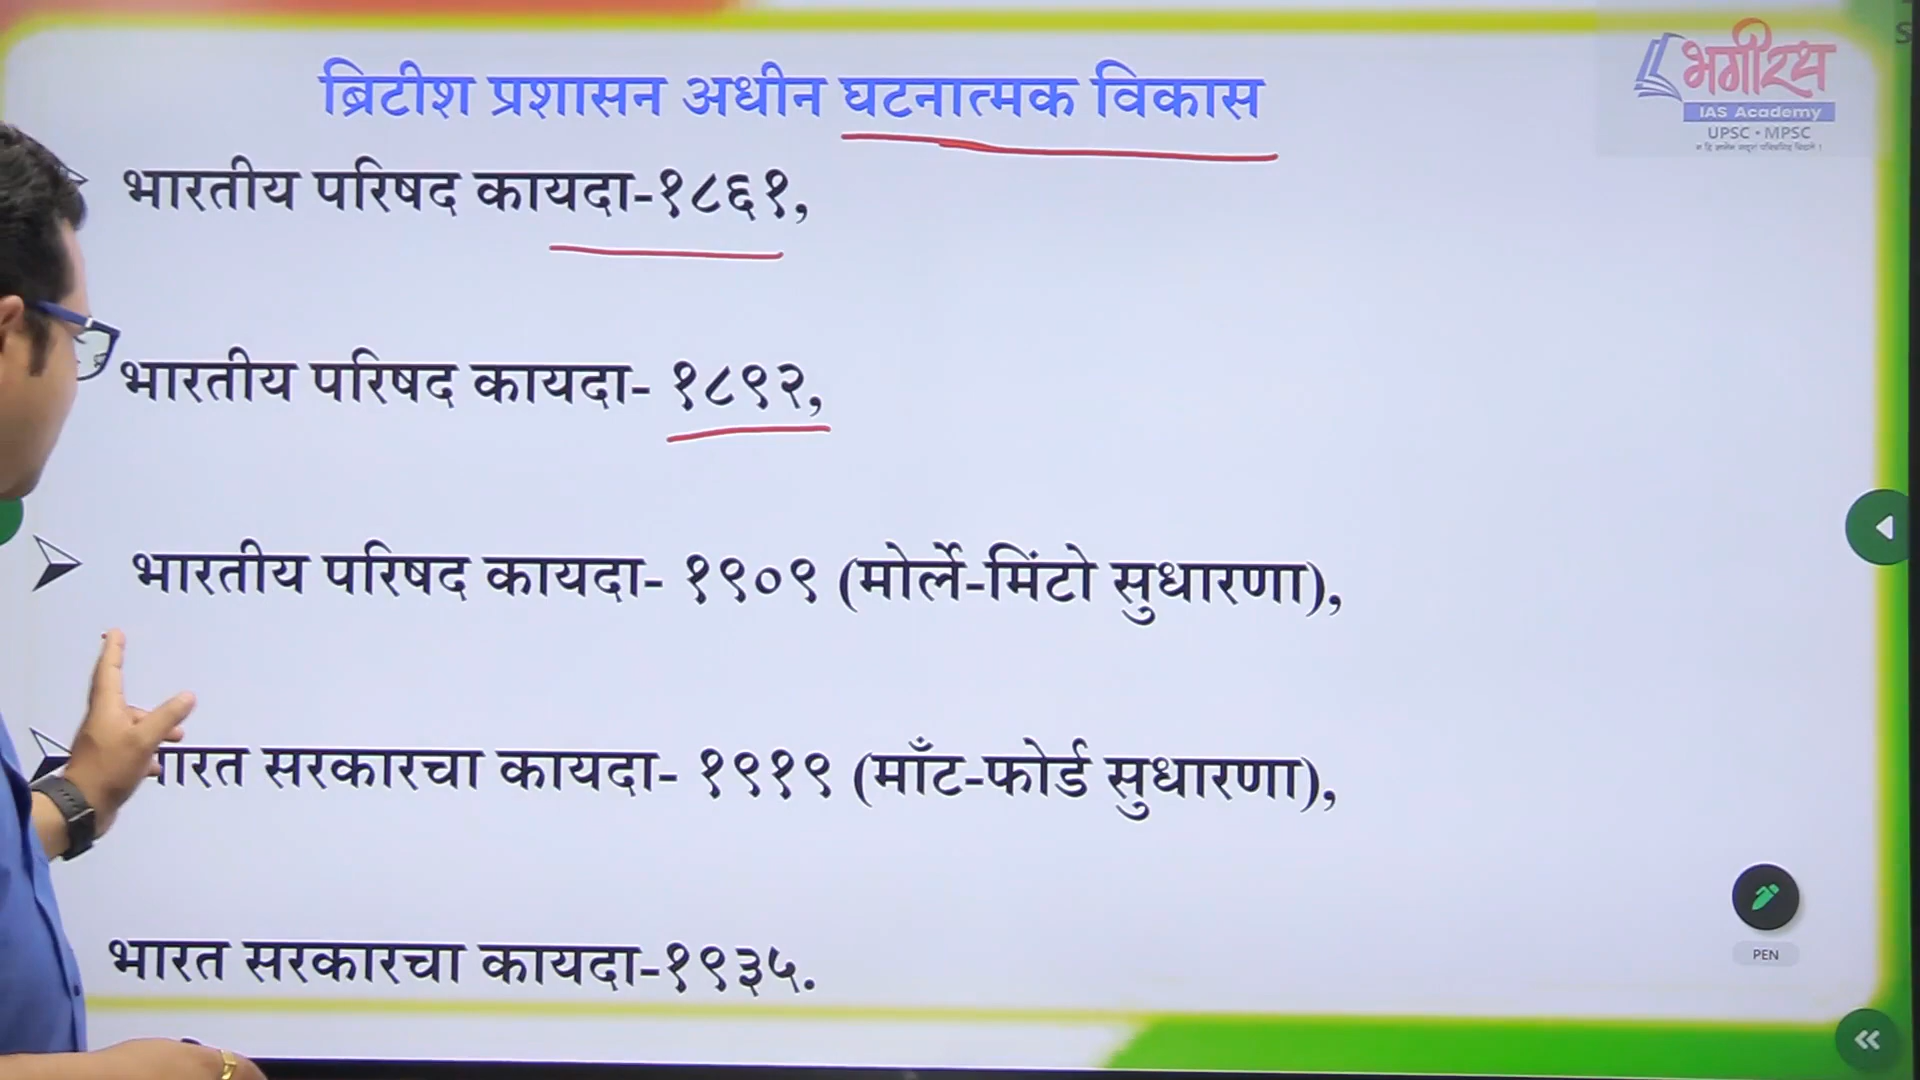 ब्रिटीश प्रशासन अधीन घटनात्मक विकास
भगीरथ
IAS Academy
UPSC • MPSC
भारतीय परिषद कायदा-१८६१,
भारतीय परिषद कायदा- १८९२,
भारतीय परिषद कायदा- १९०९ (मोर्ले-मिंटो सुधारणा),
भारत सरकारचा कायदा- १९१९ (माँट-फोर्ड सुधारणा),
भारत सरकारचा कायदा-१९३५.
PEN